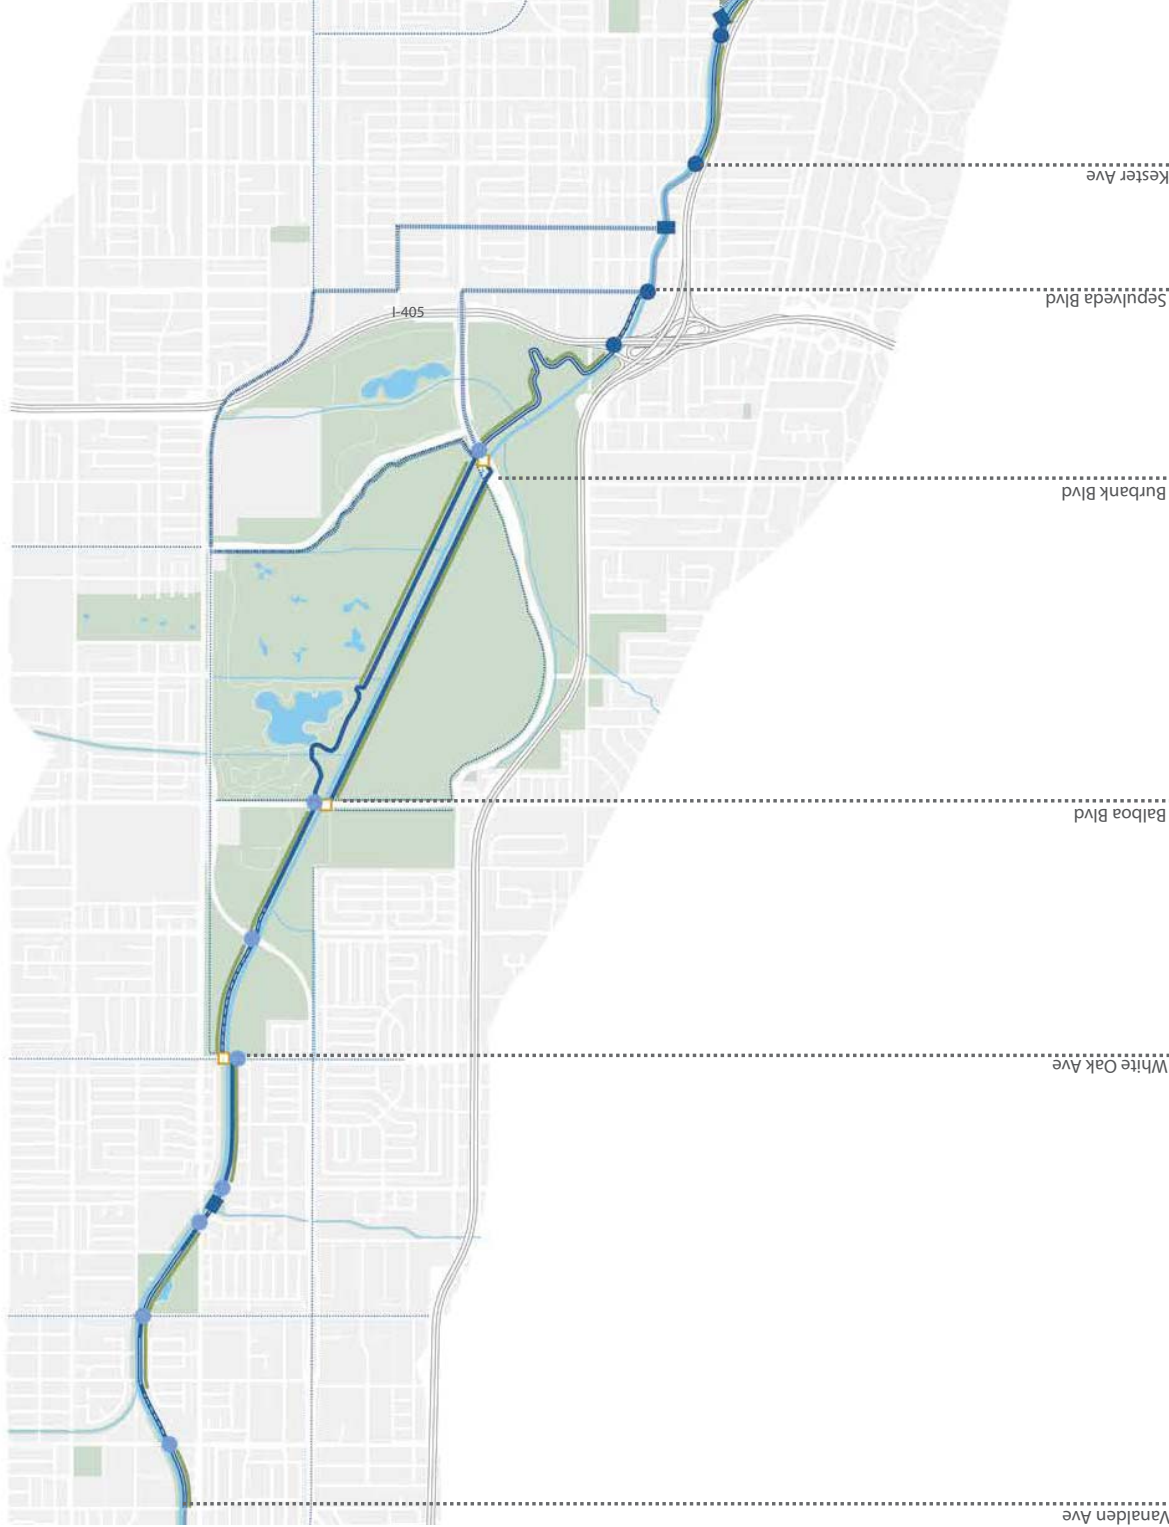 Kester Ave
Sepulveda Blvd
I-405
Burbank Blvd
Balboa Blvd
White Oak Ave
Vanalden Ave